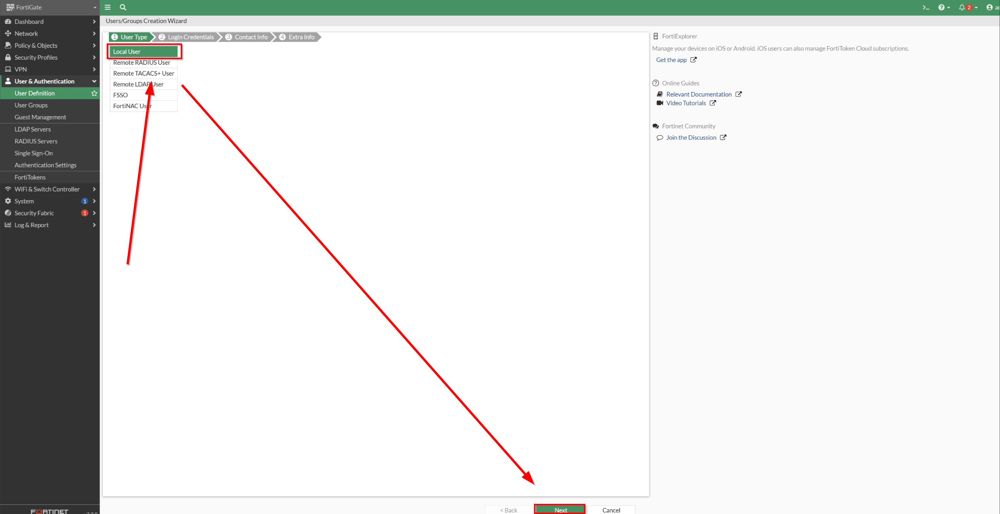 FortiGate
2
Users/Groups Creation Wizard
Dashboard
Network
Policy & Objects
Security Profiles
VPN
User & Authentication
User Definition
User Groups
Guest Management
LDAP Servers
RADIUS Servers
Single Sign-On
Authentication Settings
FortiTokens
WiFi & Switch Controller
System 1
Security Fabric 1
Log & Report
FORTINET
1 User Type 2 Login Credentials 3 Contact Info 4 Extra Info
Local User
Remote RADIUS User
Remote TACACS+ User
Remote LDAP User
FSSO
FortiNAC User
< Back Next Cancel
FortiExplorer
Manage your devices on iOS or Android. iOS users can also manage FortiToken Cloud subscriptions.
Get the app
Online Guides
Relevant Documentation
Video Tutorials
Fortinet Community
Join the Discussion